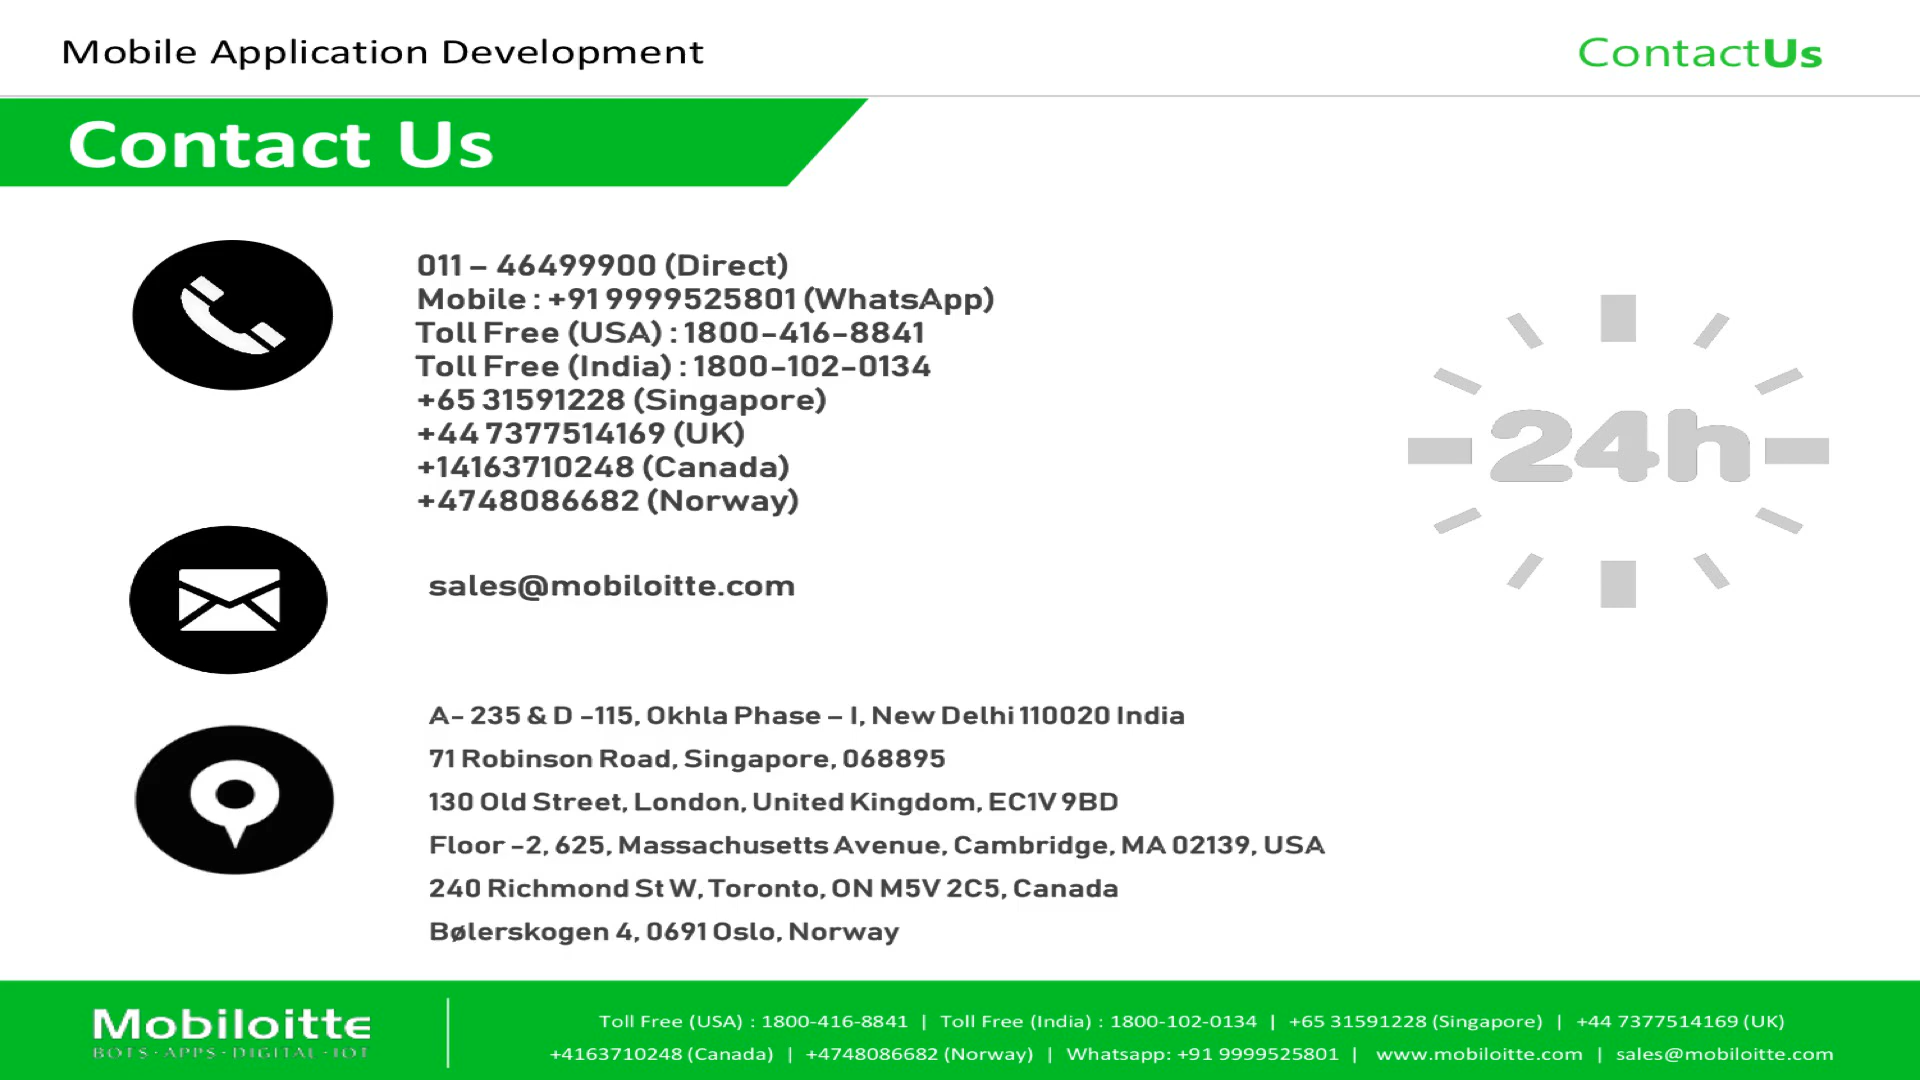 Mobile Application Development
ContactUs
Contact Us
011 – 46499900 (Direct)
Mobile : +91 9999525801 (WhatsApp)
Toll Free (USA) : 1800-416-8841
Toll Free (India) : 1800-102-0134
+65 31591228 (Singapore)
+44 7377514169 (UK)
+14163710248 (Canada)
+4748086682 (Norway)
24h
sales@mobiloitte.com
A- 235 & D -115, Okhla Phase – I, New Delhi 110020 India
71 Robinson Road, Singapore, 068895
130 Old Street, London, United Kingdom, EC1V 9BD
Floor -2, 625, Massachusetts Avenue, Cambridge, MA 02139, USA
240 Richmond St W, Toronto, ON M5V 2C5, Canada
Bølerskogen 4, 0691 Oslo, Norway
Mobiloitte
BOTS · APPS · DIGITAL · IOT
Toll Free (USA) : 1800-416-8841 | Toll Free (India) : 1800-102-0134 | +65 31591228 (Singapore) | +44 7377514169 (UK)
+4163710248 (Canada) | +4748086682 (Norway) | Whatsapp: +91 9999525801 | www.mobiloitte.com | sales@mobiloitte.com